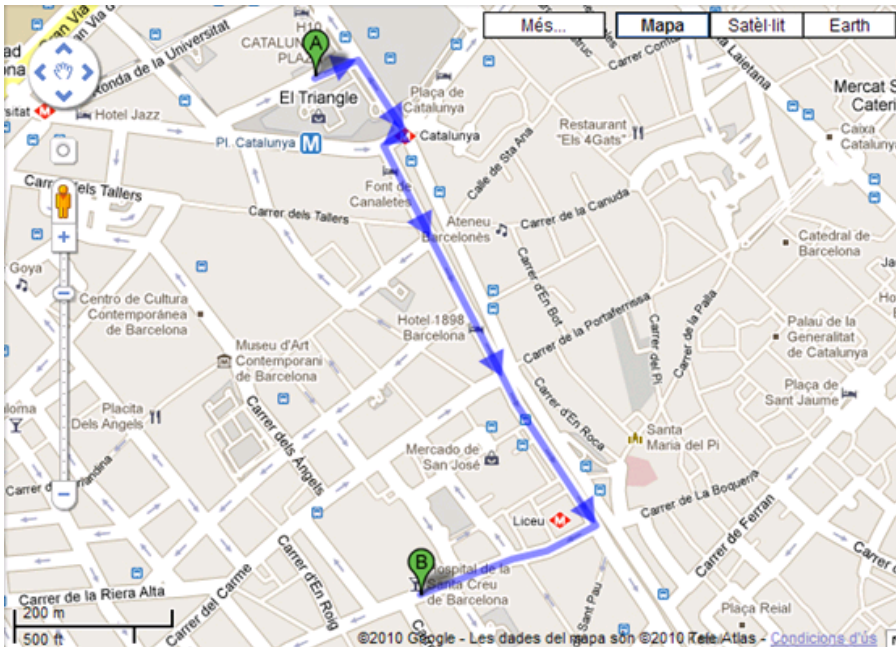 Més...
Mapa
Satèl·lit
Earth
Gran Via
Ronda de la Universitat
H10
CATALUN
PLAZ
A
El Triangle
Plaça de
Catalunya
Carrer Com
Via Laietana
Mercat S
Cateri
Hotel Jazz
M
Pl. Catalunya
M
M
Catalunya
Restaurant
"Els 4Gats"
Caixa
Catalunya
Carrer dels Tallers
Font de
Canaletes
Calle de Sta Ana
Carrer dels Tallers
Ateneu
Barcelonès
Carrer de la Canuda
Catedral de
Barcelona
Goya
Centro de Cultura
Contemporánea
de Barcelona
Carrer d'En Bot
Hotel 1898
Barcelona
Carrer de la Portaferrissa
Carrer de la Palla
Carrer del Pi
Palau de la
Generalitat
de Catalunya
Museu d'Art
Contemporani
de Barcelona
Plaça de
Sant Jaume
Placita
Dels Angels
Carrer dels Àngels
Carrer d'En Roca
Mercado de
San José
Santa
Maria del Pi
Liceu
M
Carrer de La Boqueria
Carrer de Ferran
B
Hospital de la
Santa Creu
de Barcelona
Carrer d'En Roig
Carrer del Carme
Carrer de la Riera Alta
Sant Pau
Plaça Reial
200 m
500 ft
©2010 Google - Les dades del mapa són ©2010 Tele Atlas - Condicions d'ús